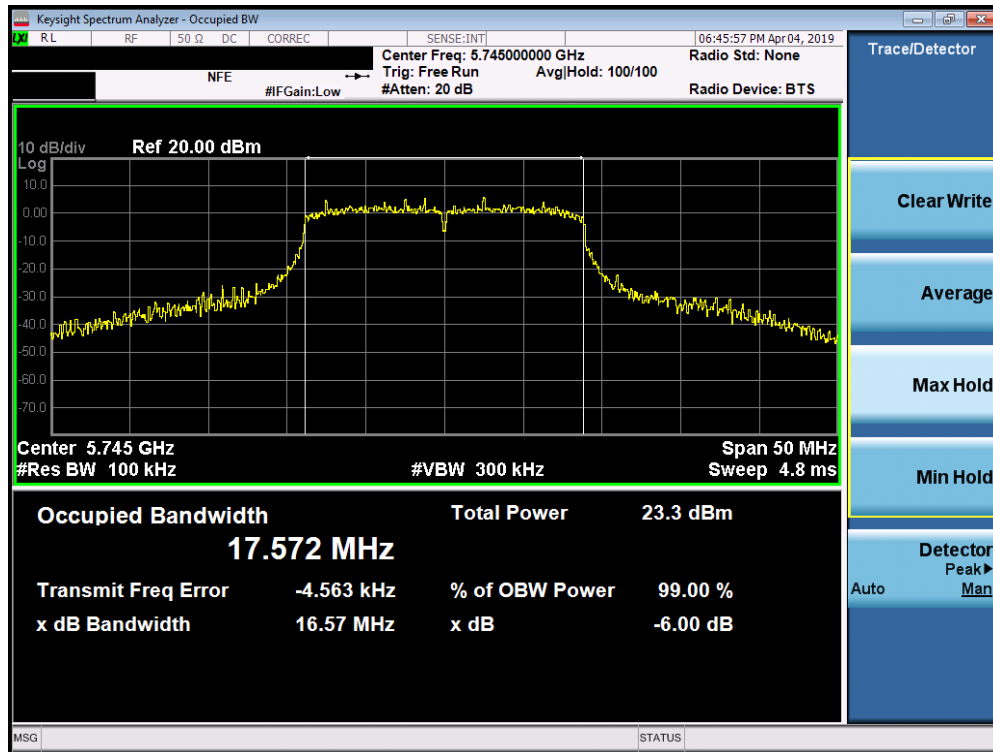 Keysight Spectrum Analyzer - Occupied BW
LXI RL RF 50 Ω DC CORREC SENSE:INT 06:45:57 PM Apr 04, 2019
Center Freq: 5.745000000 GHz Radio Std: None
NFE Trig: Free Run Avg|Hold: 100/100
#IFGain:Low #Atten: 20 dB Radio Device: BTS
10 dB/div Ref 20.00 dBm
Log
10.0
0.00
-10.0
-20.0
-30.0
-40.0
-50.0
-60.0
-70.0
Center 5.745 GHz Span 50 MHz
#Res BW 100 kHz #VBW 300 kHz Sweep 4.8 ms
Occupied Bandwidth Total Power 23.3 dBm
17.572 MHz
Transmit Freq Error -4.563 kHz % of OBW Power 99.00 %
x dB Bandwidth 16.57 MHz x dB -6.00 dB
MSG STATUS
Trace/Detector
Clear Write
Average
Max Hold
Min Hold
Detector
Peak▶
Auto Man